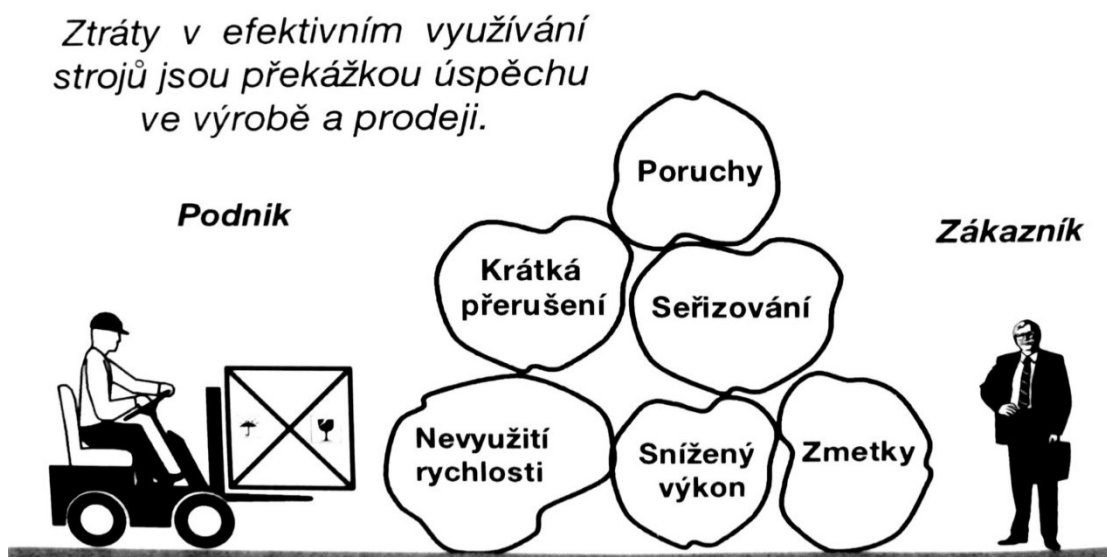 Ztráty v efektivním využívání
strojů jsou překážkou úspěchu
ve výrobě a prodeji.
Podnik
Zákazník
Poruchy
Krátká
přerušení
Seřizování
Nevyužití
rychlosti
Snížený
výkon
Zmetky